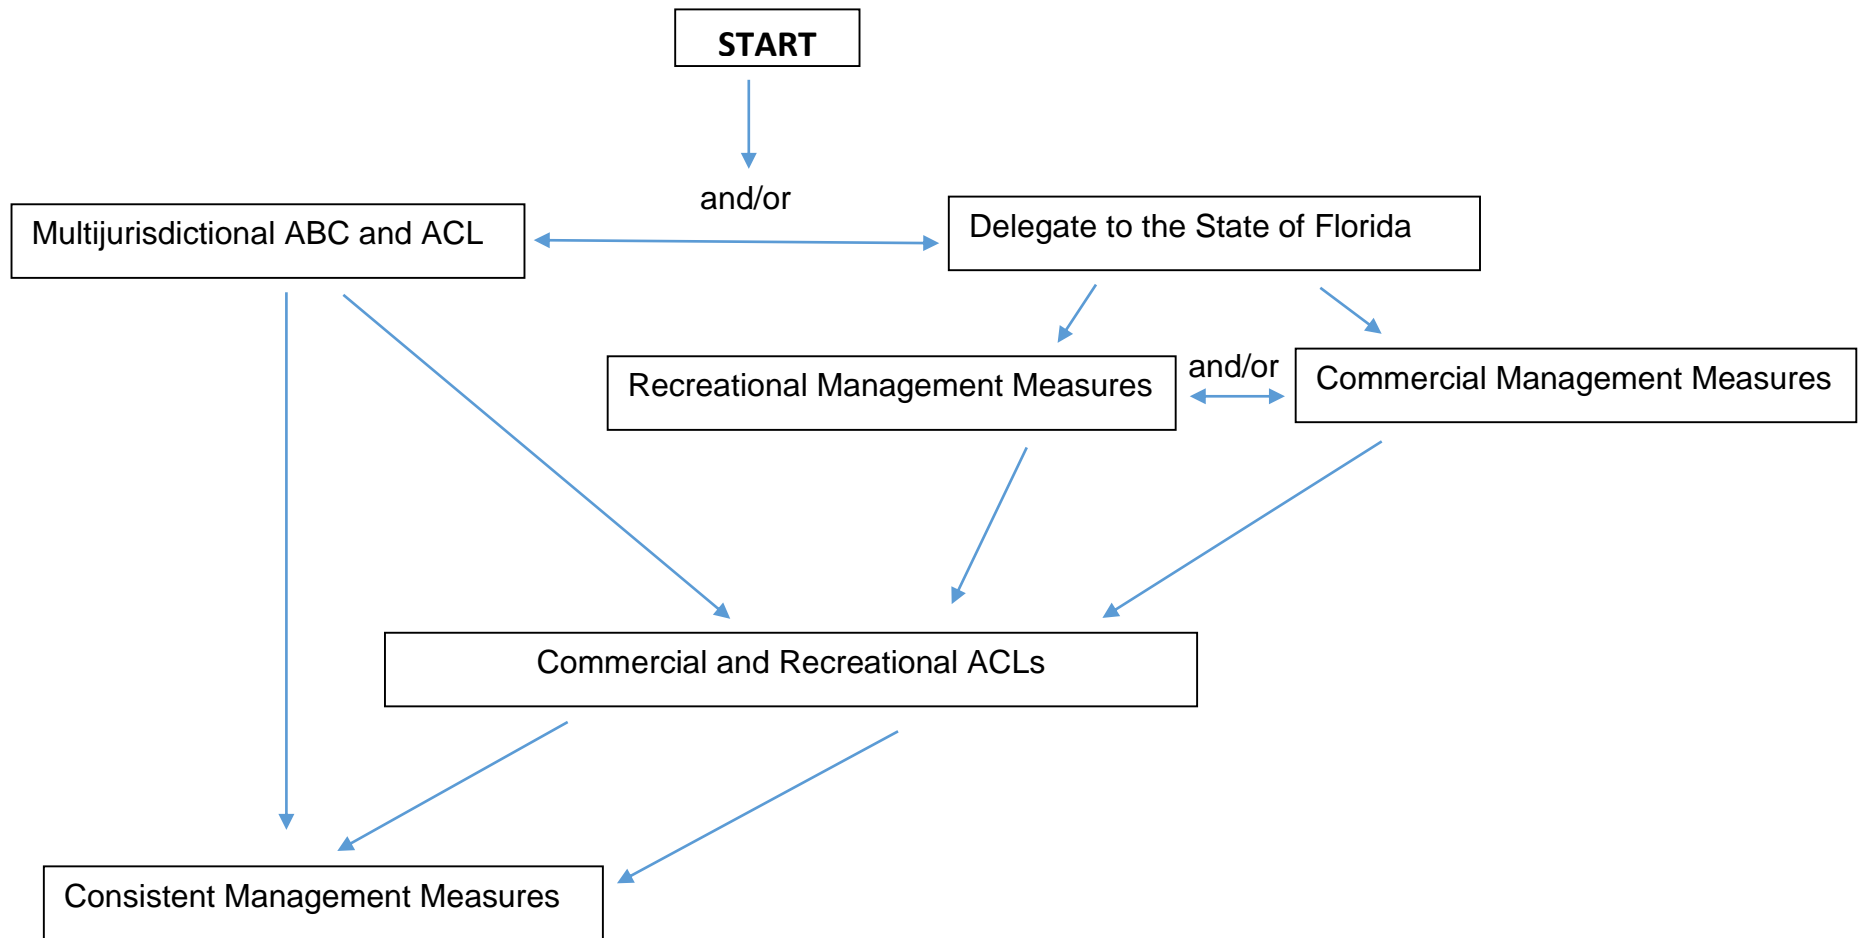 START
and/or
Multijurisdictional ABC and ACL
Delegate to the State of Florida
Recreational Management Measures
and/or
Commercial Management Measures
Commercial and Recreational ACLs
Consistent Management Measures